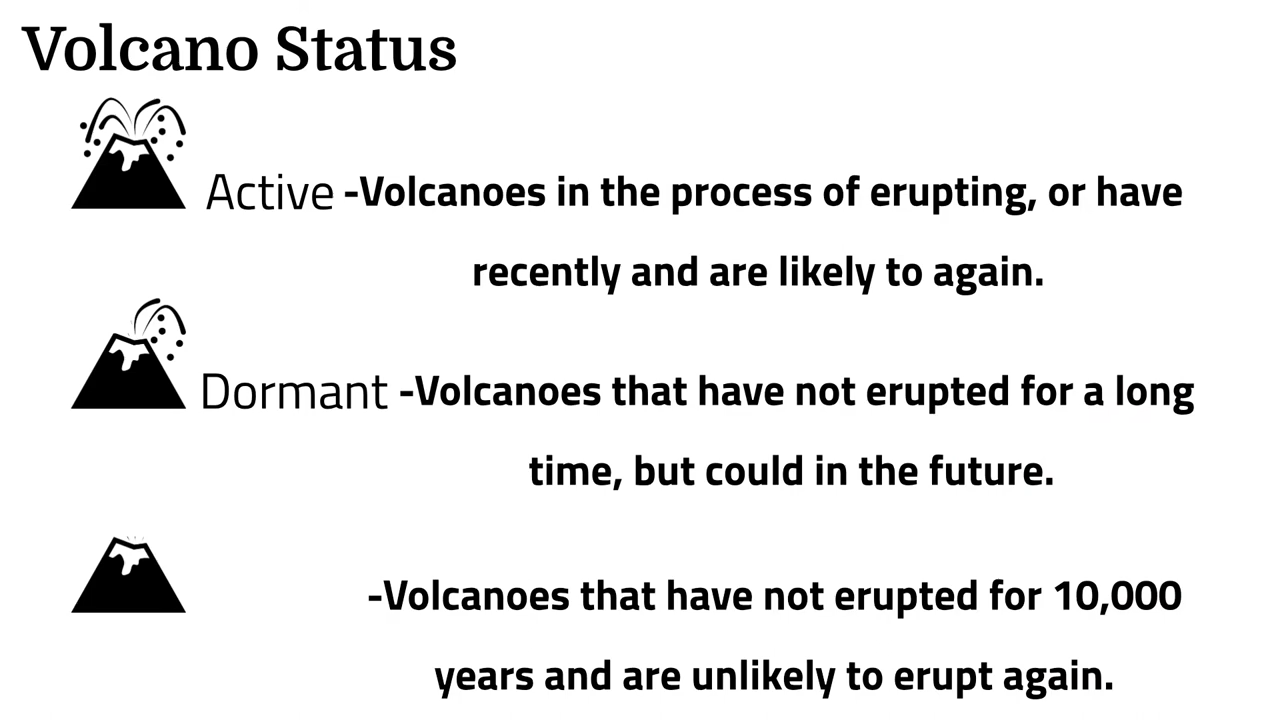 Volcano Status
Active -Volcanoes in the process of erupting, or have
recently and are likely to again.
Dormant -Volcanoes that have not erupted for a long
time, but could in the future.
-Volcanoes that have not erupted for 10,000
years and are unlikely to erupt again.